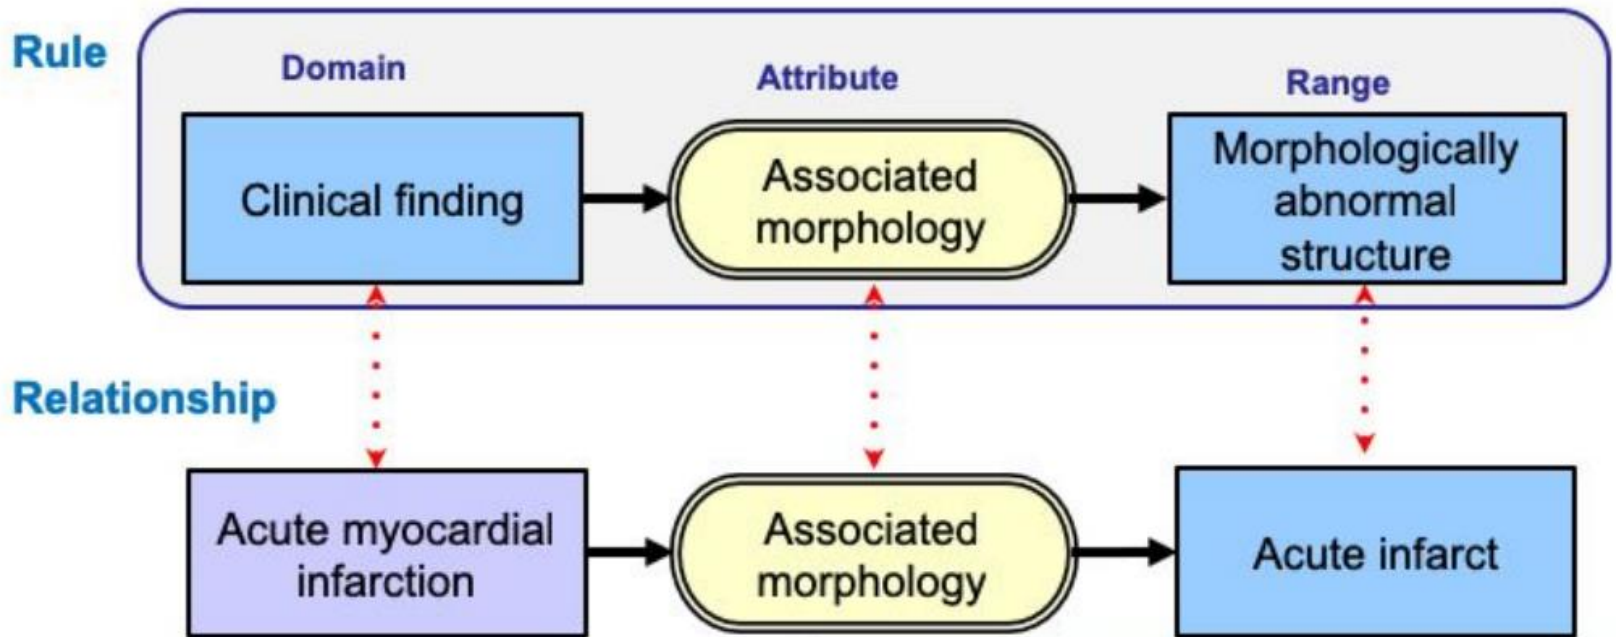 Rule
Domain
Attribute
Range
Clinical finding
Associated
morphology
Morphologically
abnormal
structure
Relationship
Acute myocardial
infarction
Associated
morphology
Acute infarct